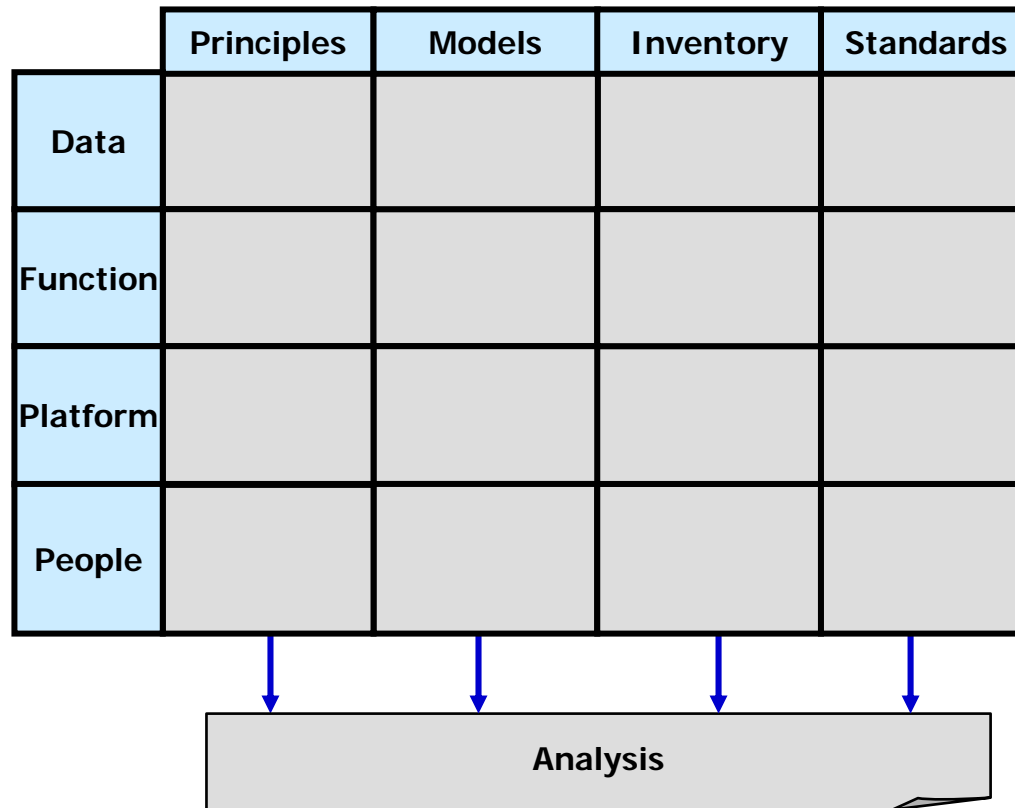 Principles Models Inventory Standards
Data
Function
Platform
People
Analysis